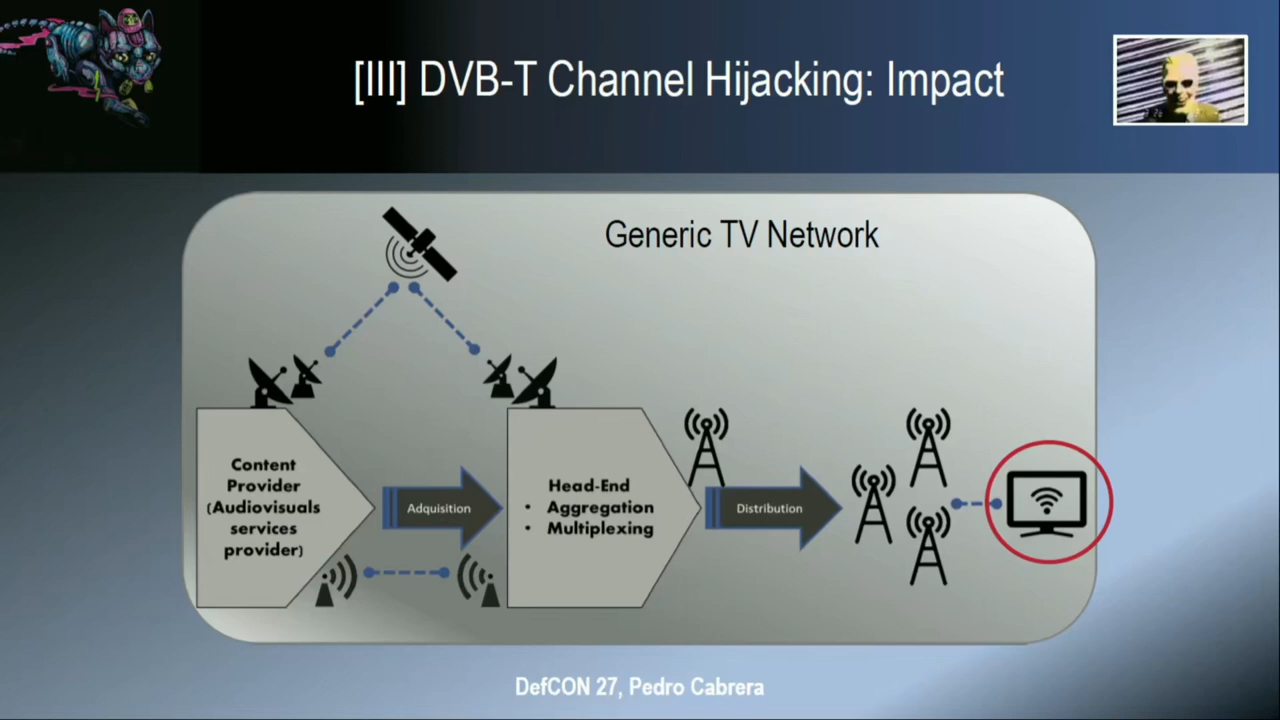 [III] DVB-T Channel Hijacking: Impact
Generic TV Network
Content
Provider
(Audiovisuals
services
provider)
Adquisition
Head-End
• Aggregation
• Multiplexing
Distribution
DefCON 27, Pedro Cabrera